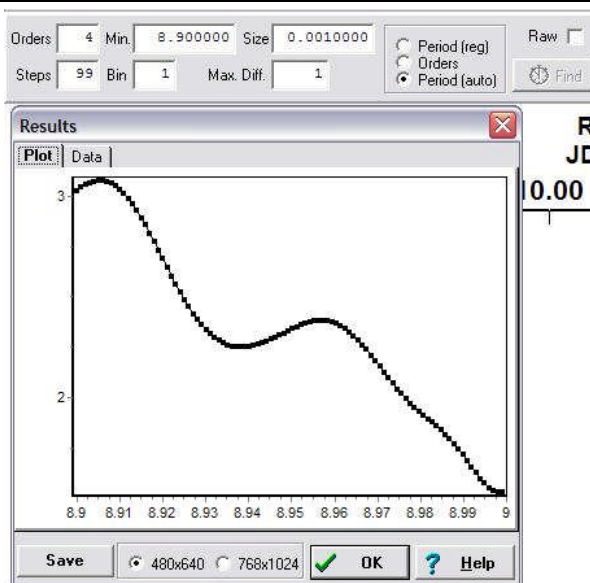 Orders 4 Min. 8.900000 Size 0.0010000 Period (reg) Raw
Orders
Steps 99 Bin 1 Max. Diff. 1 Period (auto) Find
Results
Plot Data
R
JD
10.00
3
2
8.9 8.91 8.92 8.93 8.94 8.95 8.96 8.97 8.98 8.99 9
Save 480x640 768x1024 OK ? Help